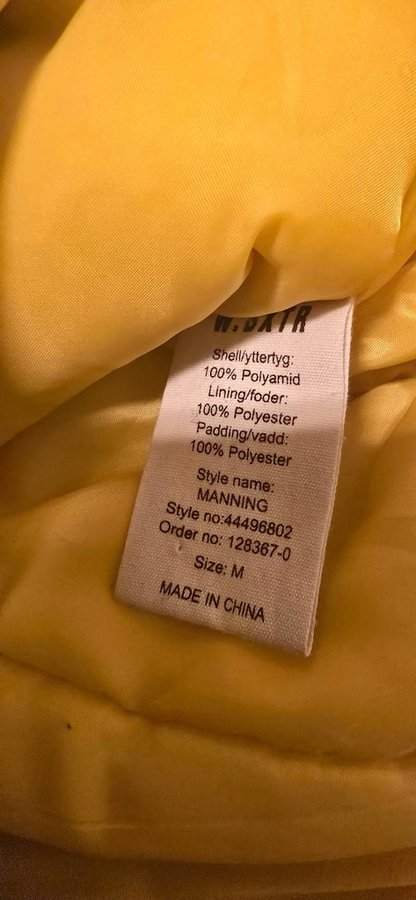 W.BXTR
Shell/yttertyg:
100% Polyamid
Lining/foder:
100% Polyester
Padding/vadd:
100% Polyester
Style name:
MANNING
Style no:44496802
Order no: 128367-0
Size: M
MADE IN CHINA